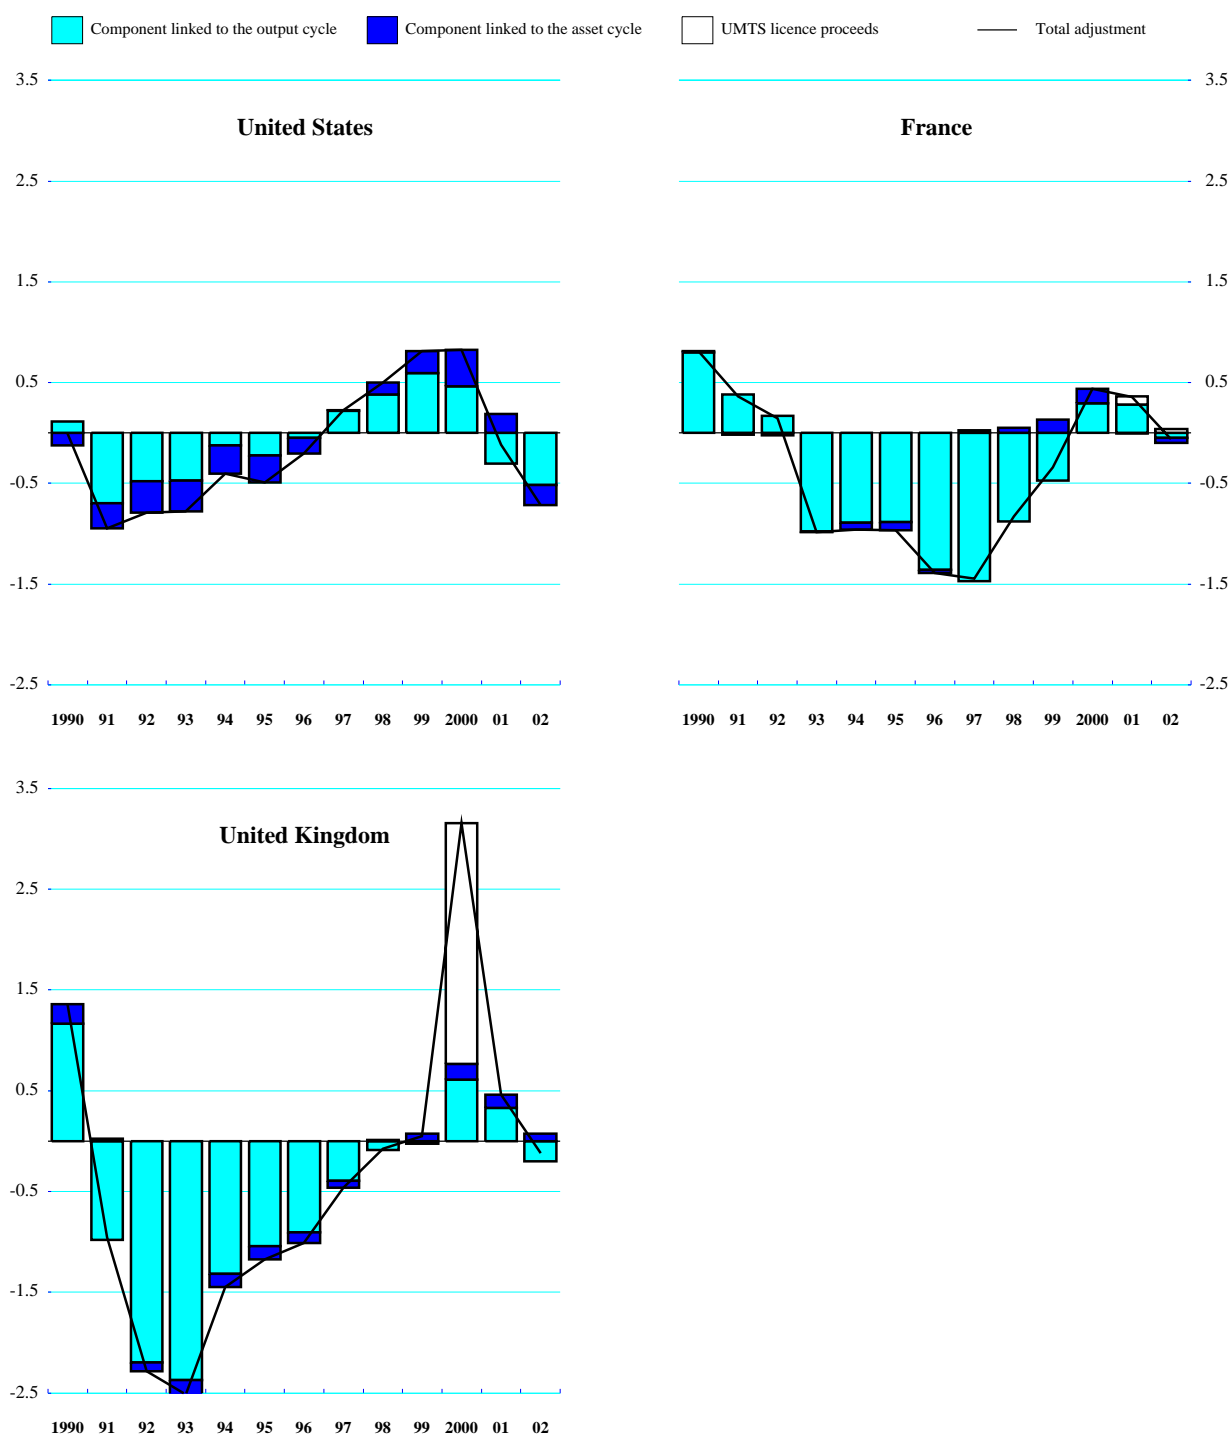 Component linked to the output cycle Component linked to the asset cycle UMTS licence proceeds Total adjustment
3.5 3.5
United States France
2.5 2.5
1.5 1.5
0.5 0.5
-0.5 -0.5
-1.5 -1.5
-2.5 -2.5
1990 91 92 93 94 95 96 97 98 99 2000 01 02 1990 91 92 93 94 95 96 97 98 99 2000 01 02
3.5
United Kingdom
2.5
1.5
0.5
-0.5
-1.5
-2.5
1990 91 92 93 94 95 96 97 98 99 2000 01 02